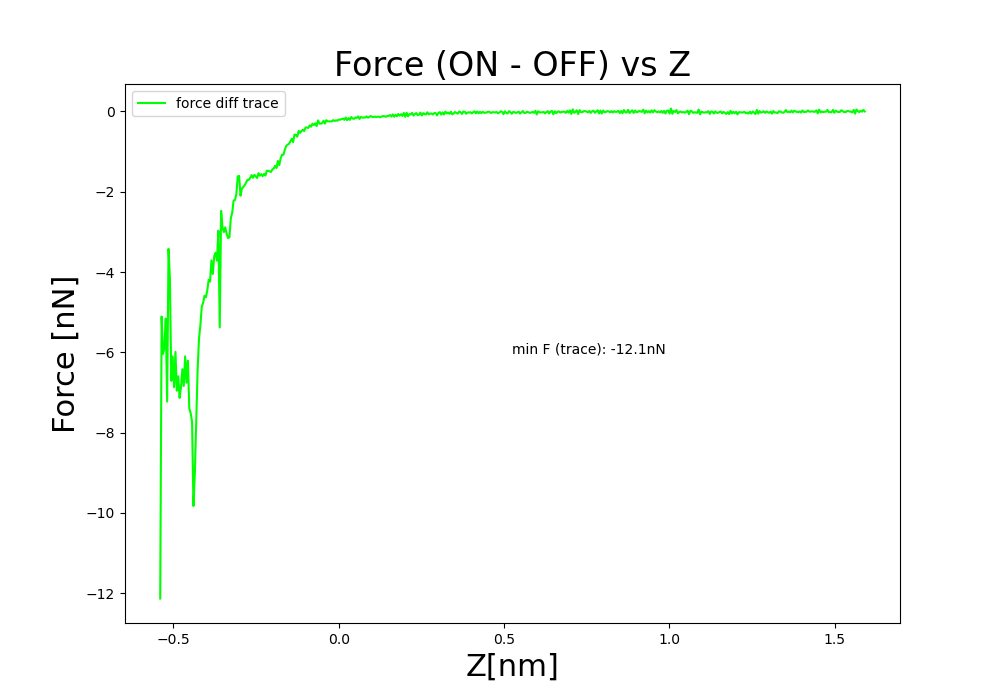 Force (ON - OFF) vs Z
force diff trace
0
−2
−4
−6
−8
−10
−12
Force [nN]
min F (trace): -12.1nN
−0.5
0.0
0.5
1.0
1.5
Z[nm]